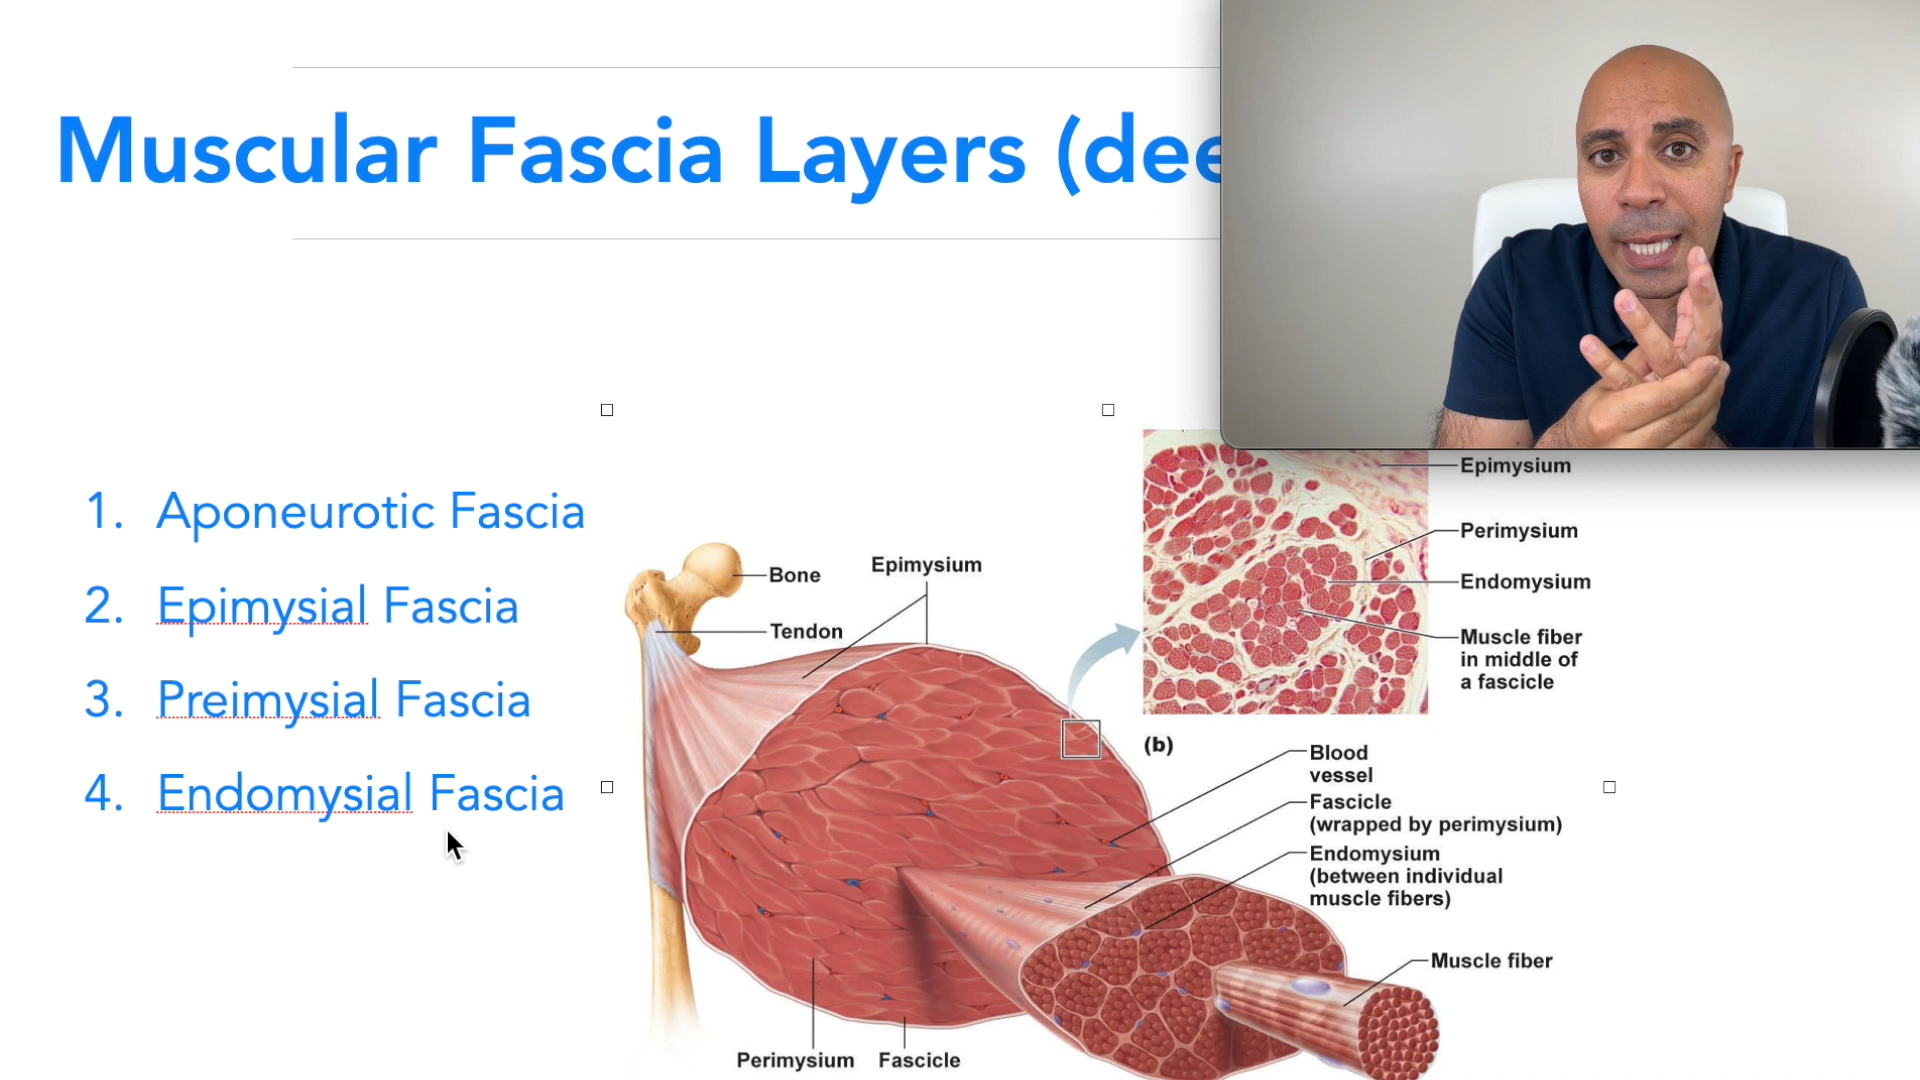 Muscular Fascia Layers (dee
1. Aponeurotic Fascia
2. Epimysial Fascia
3. Preimysial Fascia
4. Endomysial Fascia
Bone
Epimysium
Tendon
Perimysium
Fascicle
Epimysium
Perimysium
Endomysium
Muscle fiber
in middle of
a fascicle
(b)
Blood
vessel
Fascicle
(wrapped by perimysium)
Endomysium
(between individual
muscle fibers)
Muscle fiber